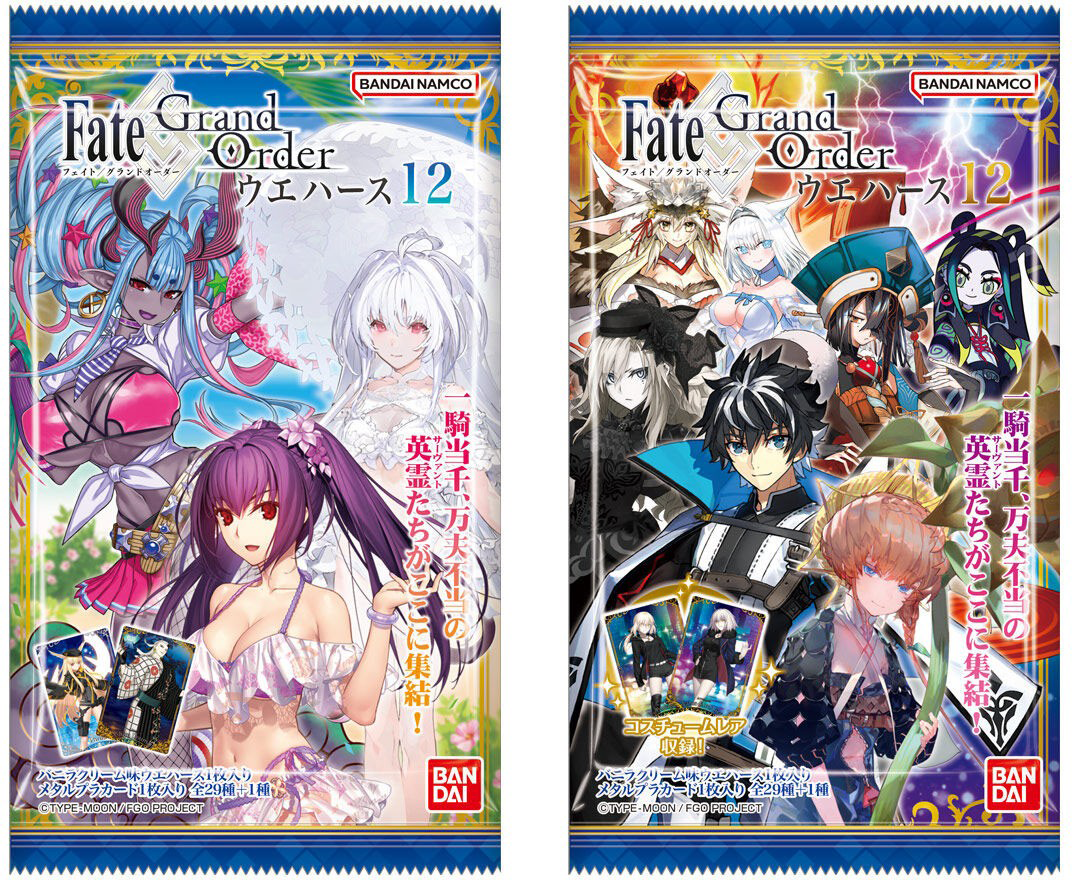 BANDAI NAMCO
Fate
Grand
Order
フェイト/グランドオーダー
ウエハース12
一騎当千、万夫不当の
英霊たちがここに集結!
サーヴァント
バニラクリーム味ウエハース1枚入り
メタルプラカード1枚入り 全29種+1種
©TYPE-MOON / FGO PROJECT
BAN
DAI
BANDAI NAMCO
Fate
Grand
Order
フェイト/グランドオーダー
ウエハース12
一騎当千、万夫不当の
英霊たちがここに集結!
サーヴァント
コスチュームレア
収録!
バニラクリーム味ウエハース1枚入り
メタルプラカード1枚入り 全29種+1種
©TYPE-MOON / FGO PROJECT
BAN
DAI